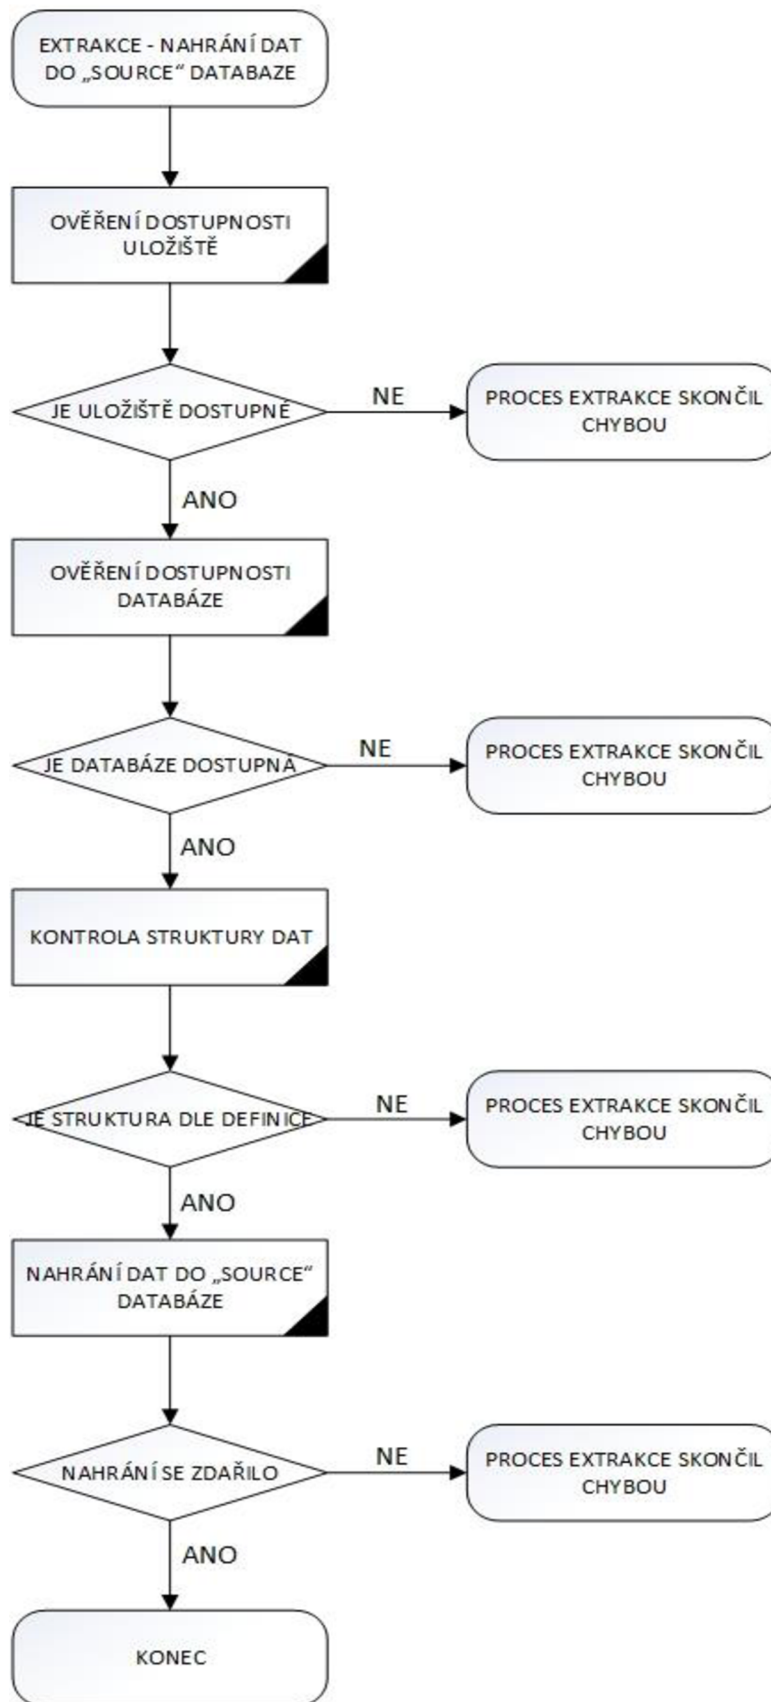 EXTRAKCE - NAHRÁNÍ DAT
DO „SOURCE“ DATABAZE
OVĚŘENÍ DOSTUPNOSTI
ULOŽIŠTĚ
JE ULOŽIŠTĚ DOSTUPNÉ
NE
PROCES EXTRAKCE SKONČIL
CHYBOU
ANO
OVĚŘENÍ DOSTUPNOSTI
DATABÁZE
JE DATABÁZE DOSTUPNÁ
NE
PROCES EXTRAKCE SKONČIL
CHYBOU
ANO
KONTROLA STRUKTURY DAT
JE STRUKTURA DLE DEFINICE
NE
PROCES EXTRAKCE SKONČIL
CHYBOU
ANO
NAHRÁNÍ DAT DO „SOURCE“
DATABÁZE
NAHRÁNÍ SE ZDAŘILO
NE
PROCES EXTRAKCE SKONČIL
CHYBOU
ANO
KONEC